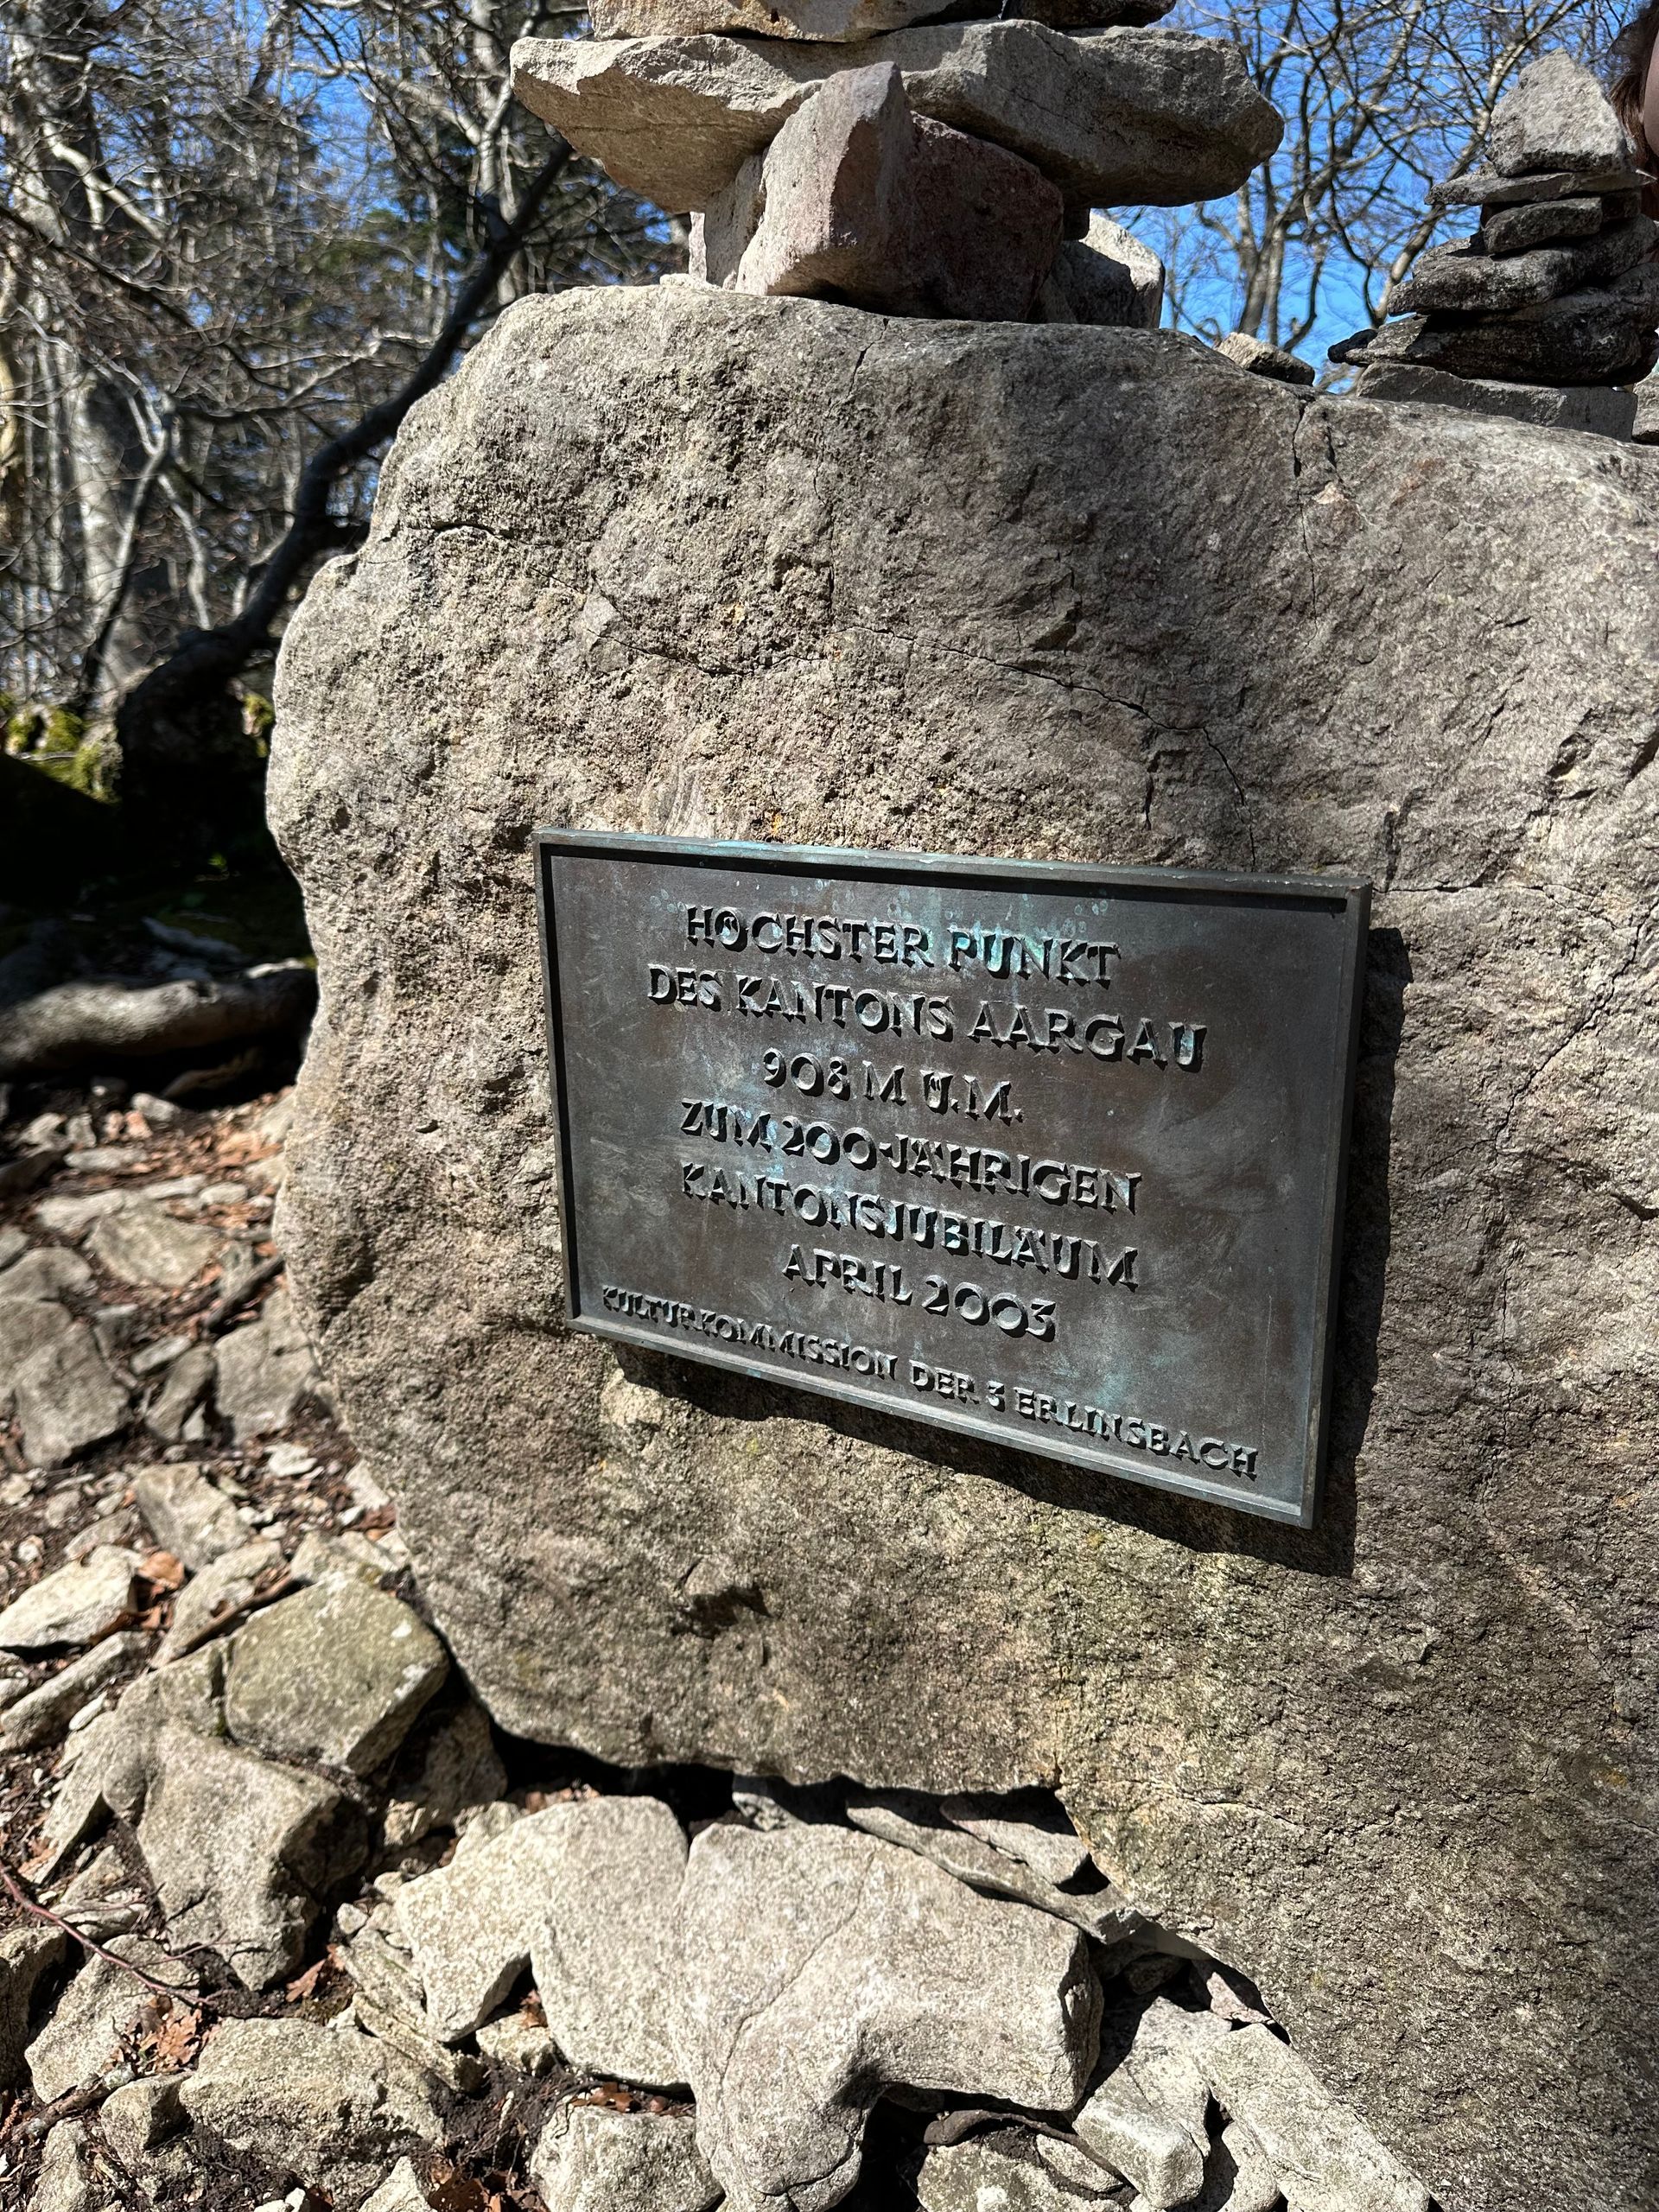 HÖCHSTER PUNKT
DES KANTONS AARGAU
908 M Ü.M.
ZUM 200-JÄHRIGEN
KANTONSJUBILÄUM
APRIL 2003
KULTURKOMMISSION DER 3 ERLINSBACH